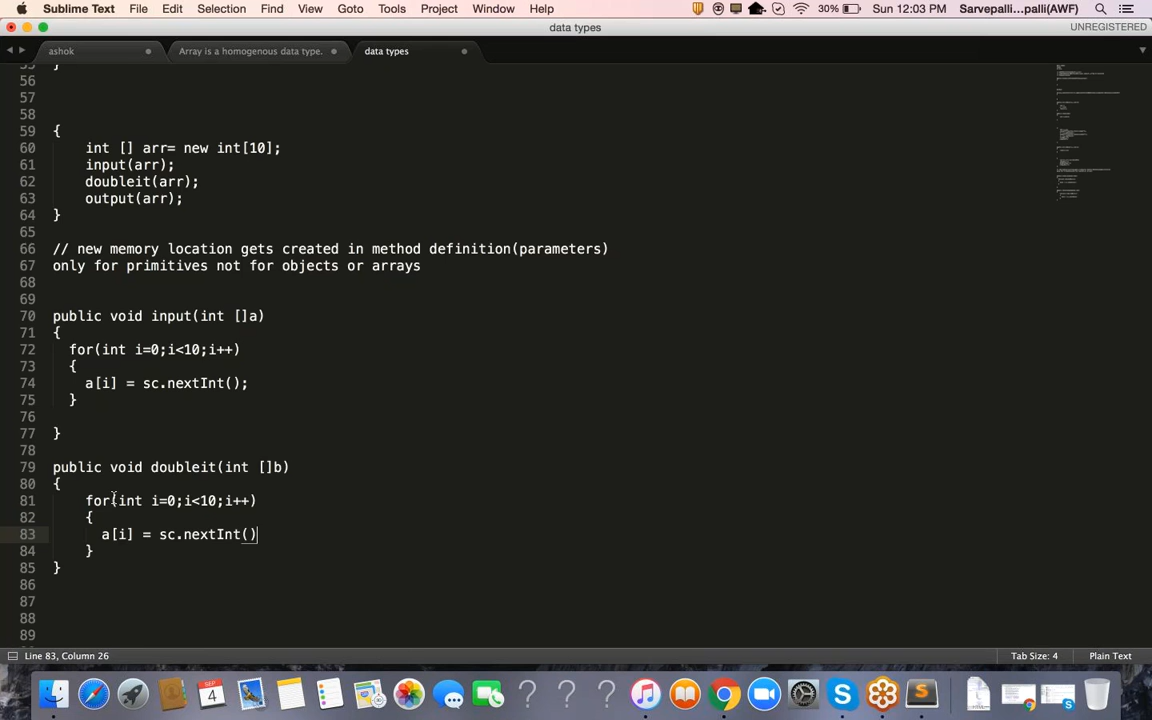 Sublime Text File Edit Selection Find View Goto Tools Project Window Help 30% Sun 12:03 PM Sarvepalli...palli(AWF)
data types UNREGISTERED
ashok Array is a homogenous data type. data types
55 }
56
57
58
59 {
60 int [] arr= new int[10];
61 input(arr);
62 doubleit(arr);
63 output(arr);
64 }
65
66 // new memory location gets created in method definition(parameters)
67 only for primitives not for objects or arrays
68
69
70 public void input(int []a)
71 {
72 for(int i=0;i<10;i++)
73 {
74 a[i] = sc.nextInt();
75 }
76
77 }
78
79 public void doubleit(int []b)
80 {
81 for(int i=0;i<10;i++)
82 {
83 a[i] = sc.nextInt()
84 }
85 }
86
87
88
89
Line 83, Column 26 Tab Size: 4 Plain Text
SEP
4